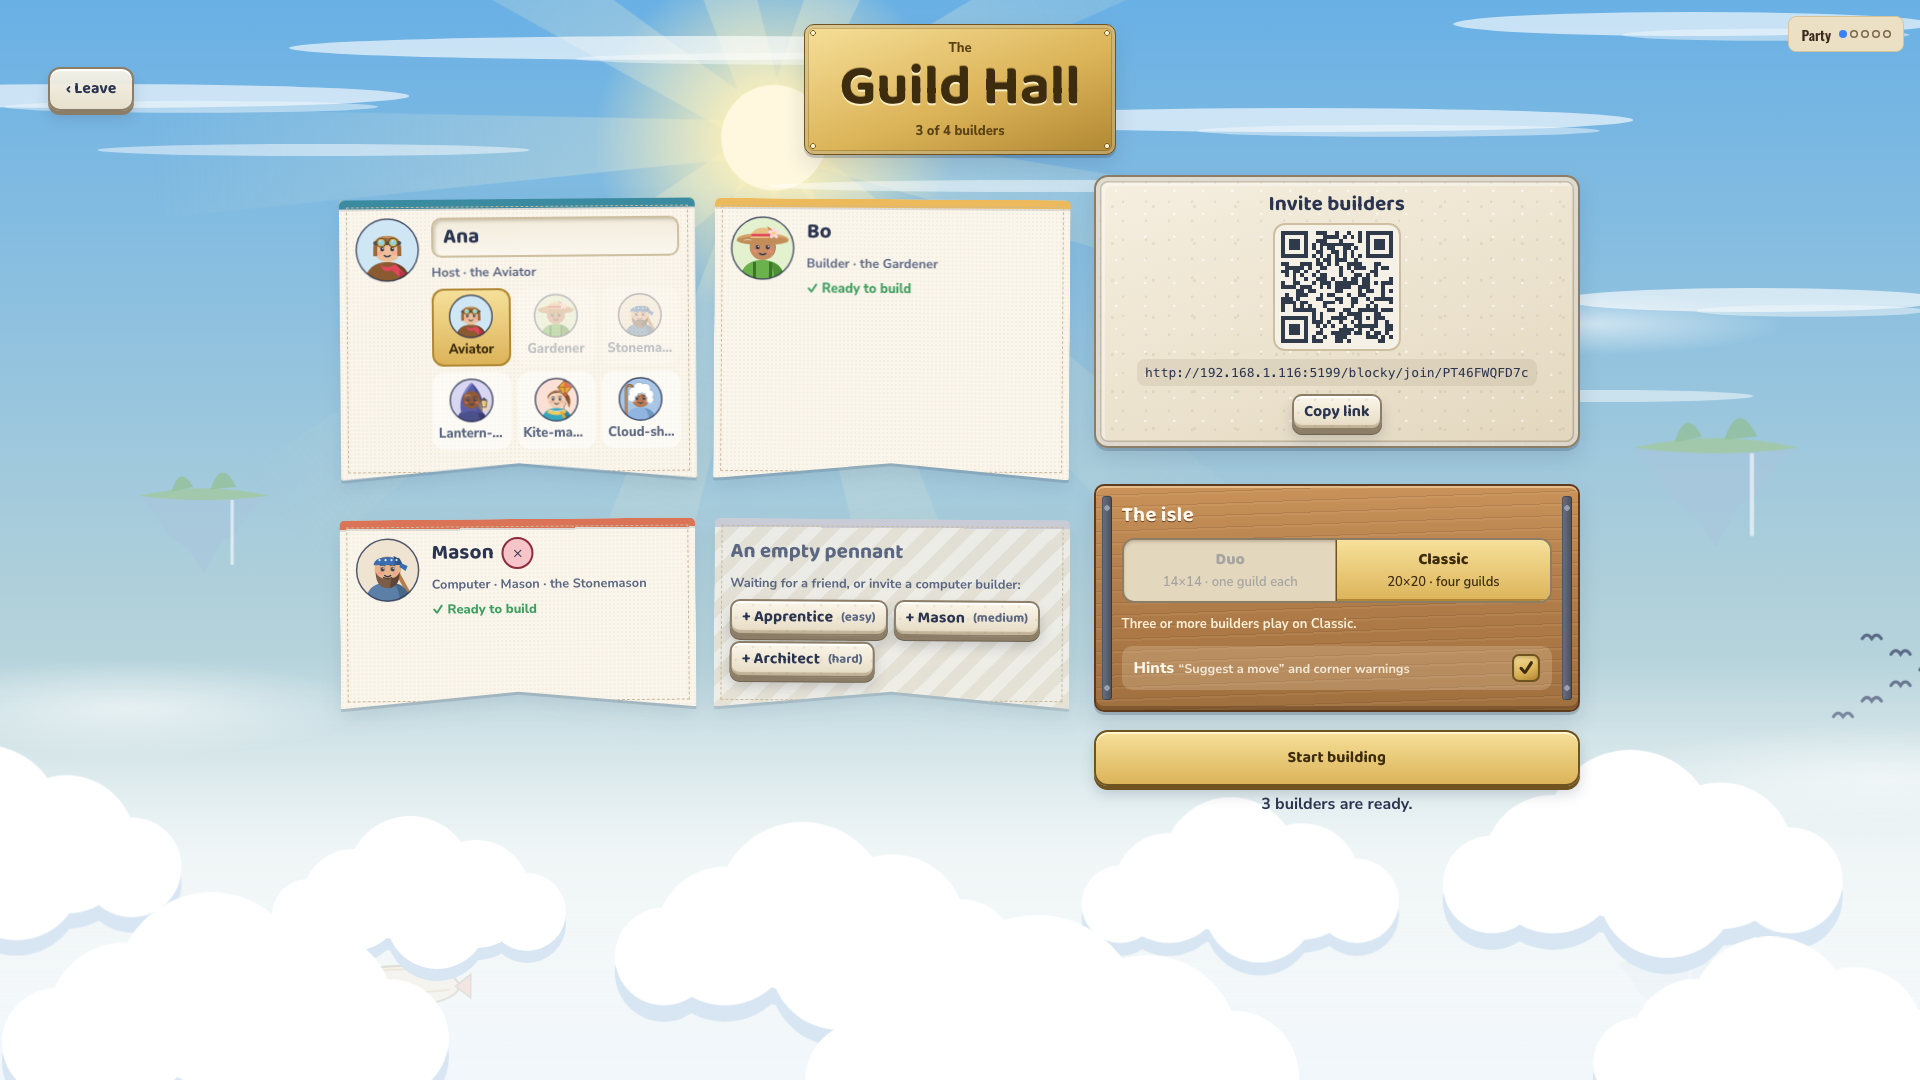 ‹ Leave
The
Guild Hall
3 of 4 builders
Party
Ana
Host · the Aviator
Aviator
Gardener
Stonema...
Lantern-...
Kite-ma...
Cloud-sh...
Bo
Builder · the Gardener
✓ Ready to build
Mason ×
Computer · Mason · the Stonemason
✓ Ready to build
An empty pennant
Waiting for a friend, or invite a computer builder:
+ Apprentice (easy)
+ Mason (medium)
+ Architect (hard)
Invite builders
http://192.168.1.116:5199/blocky/join/PT46FWQFD7c
Copy link
The isle
Duo
14×14 · one guild each
Classic
20×20 · four guilds
Three or more builders play on Classic.
Hints “Suggest a move” and corner warnings
Start building
3 builders are ready.